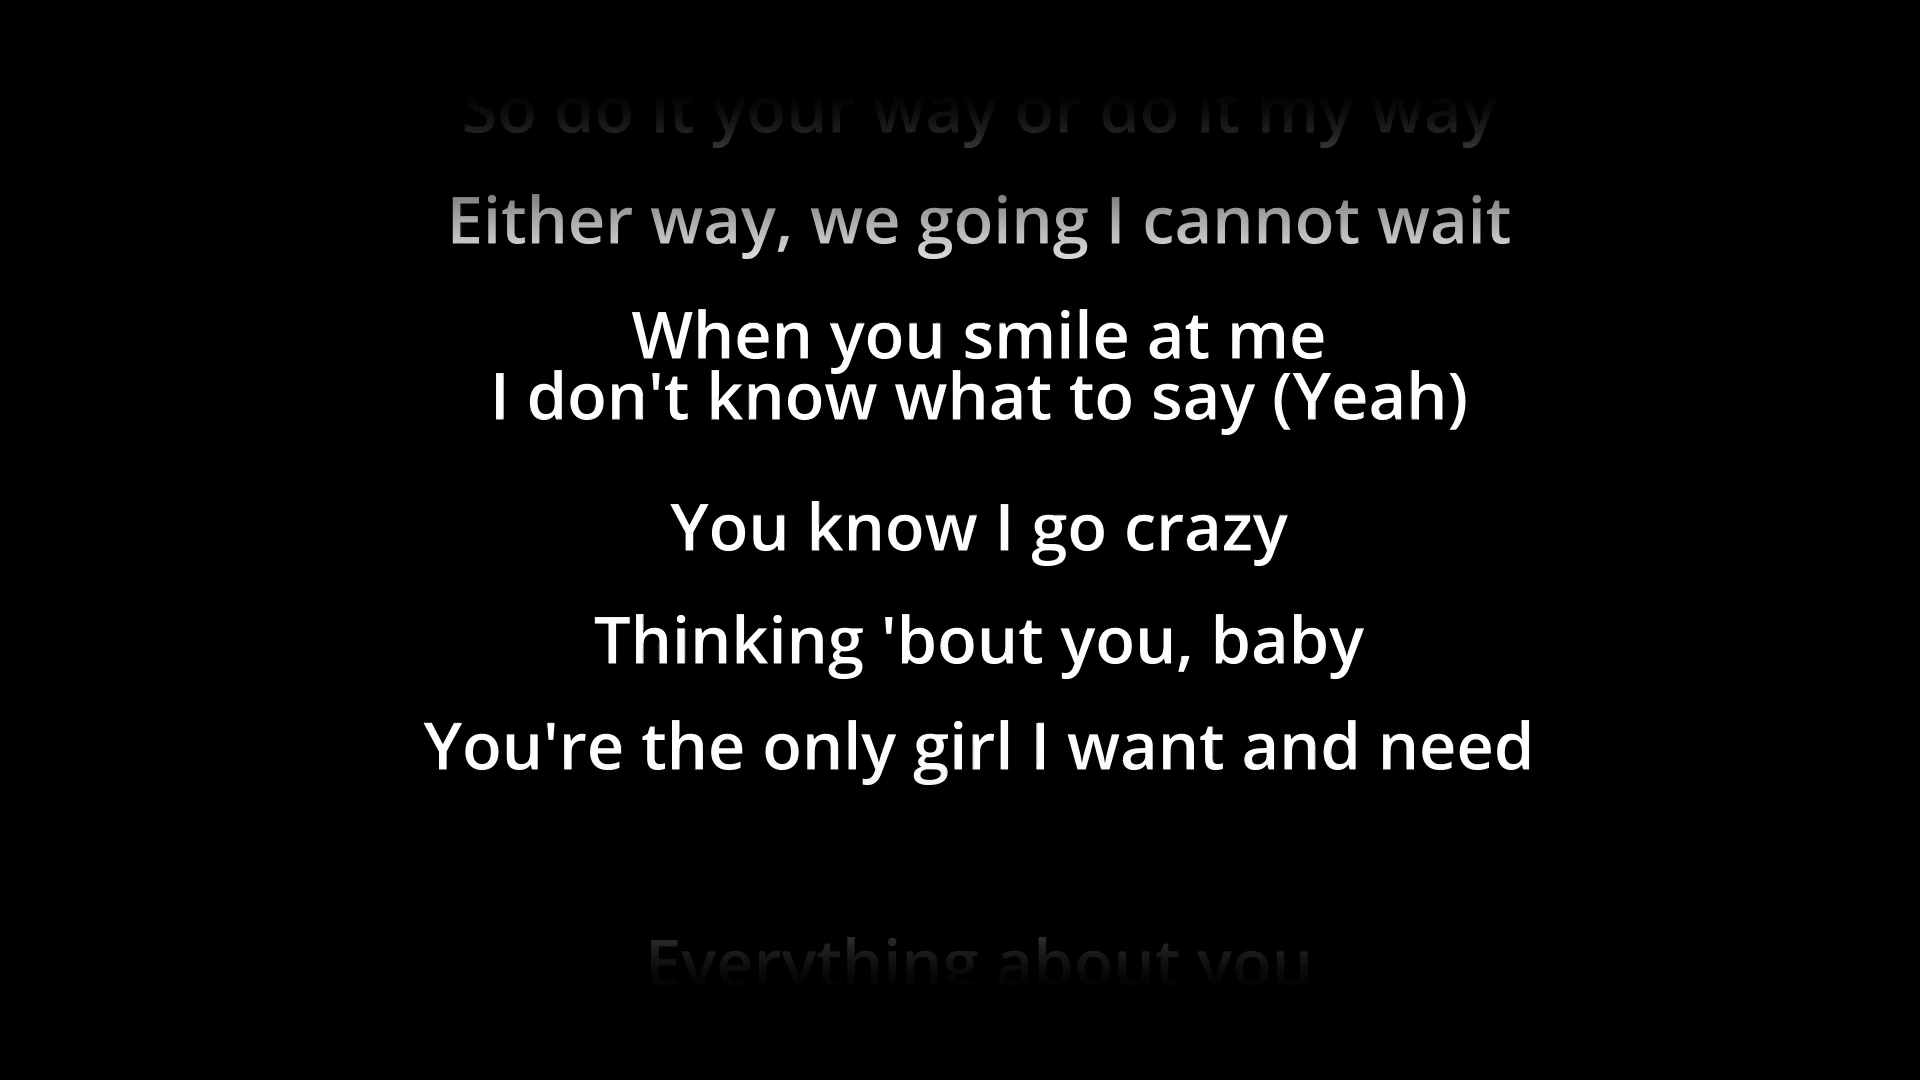 So do it your way or do it my way
Either way, we going I cannot wait
When you smile at me
I don't know what to say (Yeah)
You know I go crazy
Thinking 'bout you, baby
You're the only girl I want and need
Everything about you